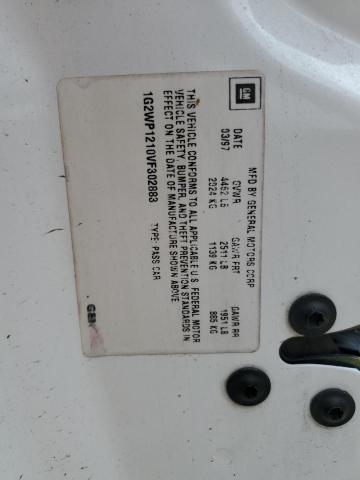 GM
MFD BY GENERAL MOTORS CORP
DATE GVWR GAWR FRT GAWR RR
03/97 4462 LB 2511 LB 1951 LB
2024 KG 1139 KG 885 KG
THIS VEHICLE CONFORMS TO ALL APPLICABLE U.S. FEDERAL MOTOR
VEHICLE SAFETY, BUMPER, AND THEFT PREVENTION STANDARDS IN
EFFECT ON THE DATE OF MANUFACTURE SHOWN ABOVE.
1G2WP1210VF302883 TYPE: PASS CAR